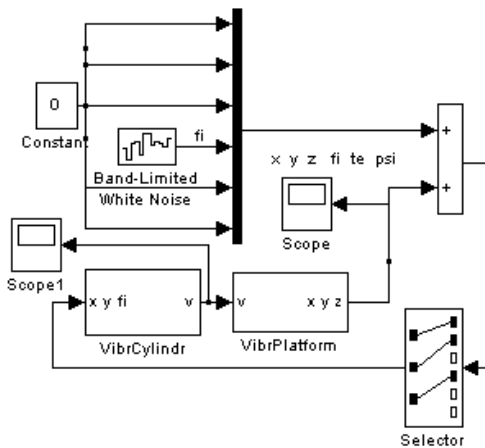 0
Constant
fi
Band-Limited
White Noise
x y z fi te psi
+
+
Scope
Scope1
x y fi
v
VibrCylindr
v
x y z
VibrPlatform
Selector